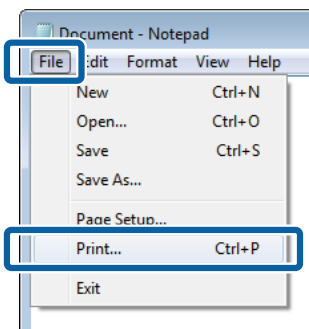 Document - Notepad
File Edit Format View Help
New Ctrl+N
Open... Ctrl+O
Save Ctrl+S
Save As...
Page Setup...
Print... Ctrl+P
Exit